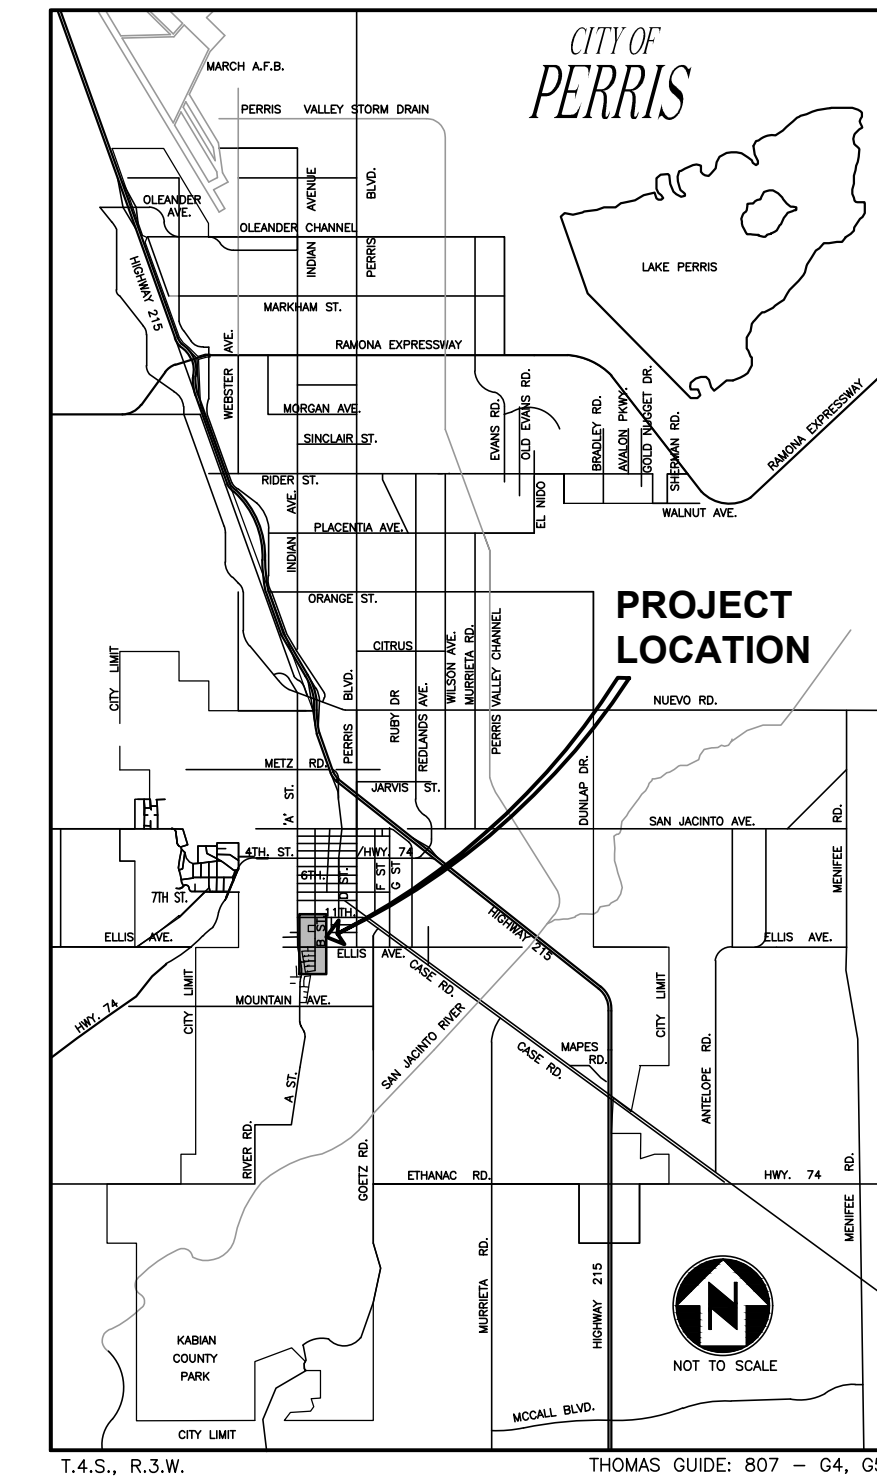 CITY OF
PERRIS
MARCH A.F.B.
PERRIS VALLEY STORM DRAIN
INDIAN AVENUE
PERRIS BLVD.
OLEANDER
AVE.
OLEANDER CHANNEL
HIGHWAY 215
LAKE PERRIS
MARKHAM ST.
WEBSTER AVE.
RAMONA EXPRESSWAY
MORGAN AVE.
SINCLAIR ST.
EVANS RD.
OLD EVANS RD.
BRADLEY RD.
AVALON PKWY.
GOLD NUGGET DR.
SHERMAN RD.
RAMONA EXPRESSWAY
RIDER ST.
INDIAN AVE.
EL NIDO
WALNUT AVE.
PLACENTIA AVE.
ORANGE ST.
PROJECT
LOCATION
CITY LIMIT
CITRUS
PERRIS BLVD.
RUBY DR
REDLANDS AVE.
WILSON AVE.
MURRIETA RD.
PERRIS VALLEY CHANNEL
NUEVO RD.
METZ RD.
JARVIS ST.
DUNLAP DR.
'A' ST.
SAN JACINTO AVE.
MENIFEE RD.
4TH. ST. /HWY. 74
6TH.
D ST.
F ST
G ST
7TH ST.
11TH.
B ST
ELLIS AVE.
ELLIS AVE.
HIGHWAY 215
ELLIS AVE.
CASE RD.
CITY LIMIT
MOUNTAIN AVE.
HWY. 74
SAN JACINTO RIVER
CASE RD.
MAPES
RD.
CITY LIMIT
ANTELOPE RD.
A ST.
RIVER RD.
GOETZ RD.
ETHANAC RD.
HWY. 74
MENIFEE RD.
MURRIETA RD.
HIGHWAY 215
N
NOT TO SCALE
KABIAN
COUNTY
PARK
MCCALL BLVD.
CITY LIMIT
T.4.S., R.3.W.
THOMAS GUIDE: 807 – G4, G5